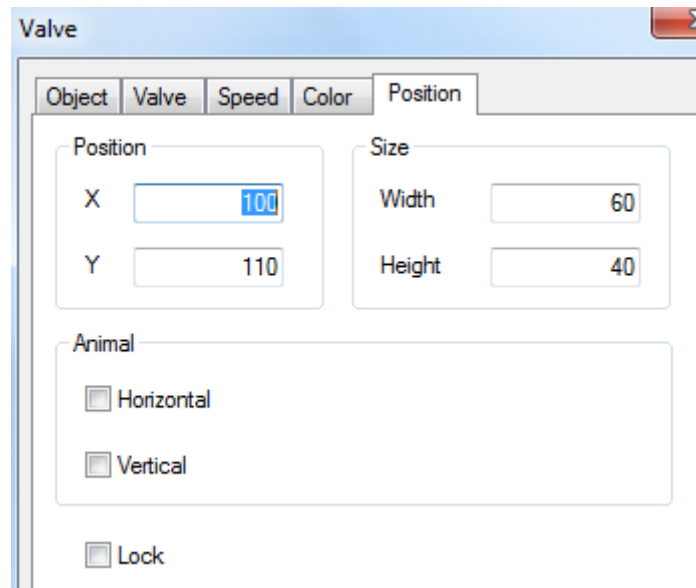 Valve
Object Valve Speed Color Position
Position
X 100
Y 110
Size
Width 60
Height 40
Animal
Horizontal
Vertical
Lock